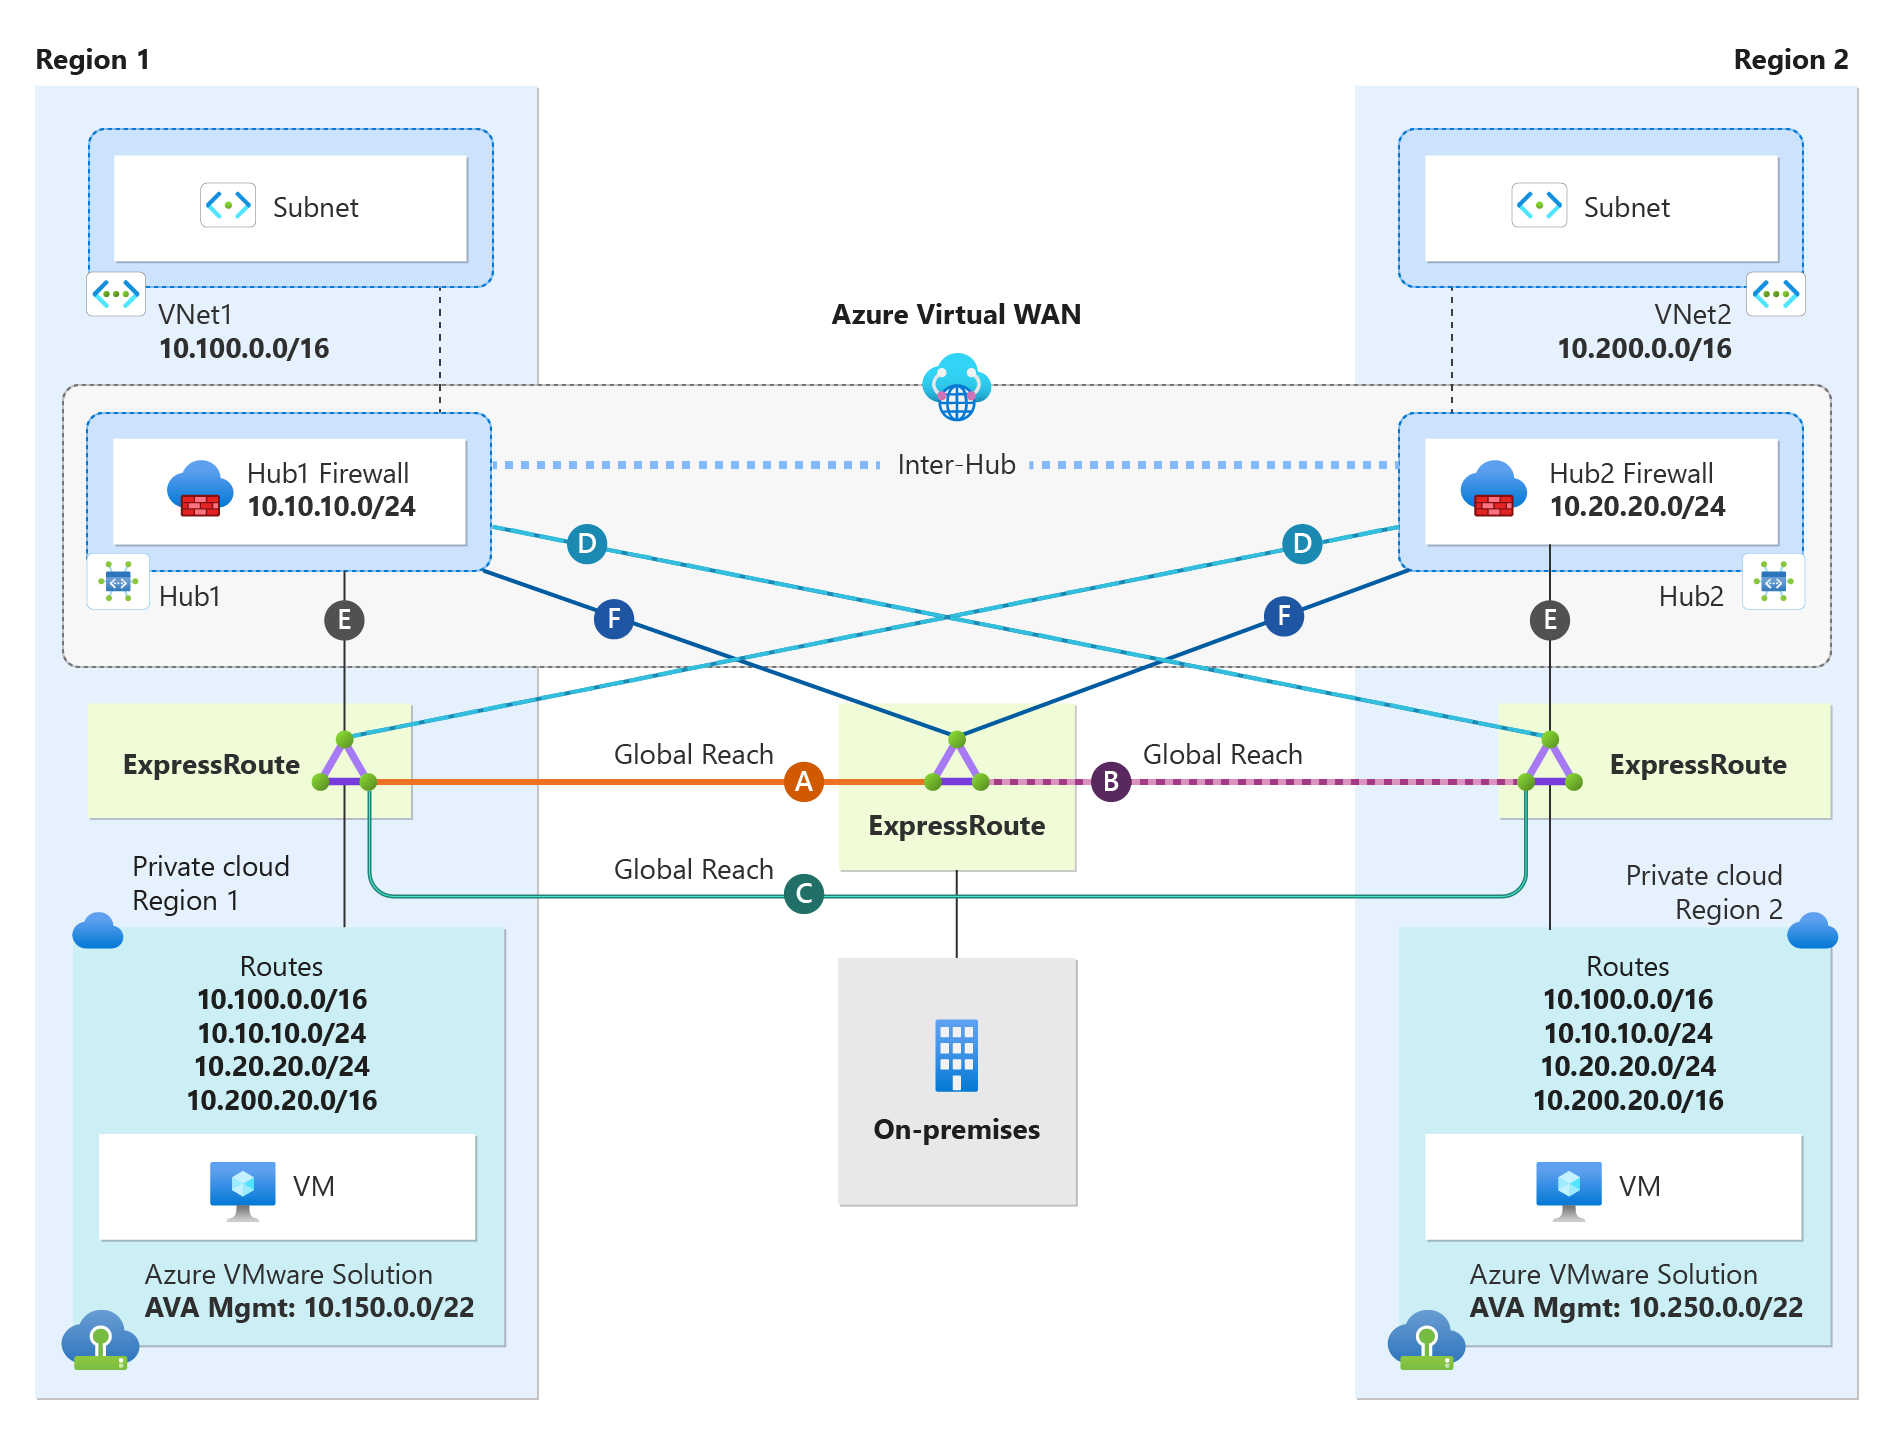 Region 1
Region 2
Subnet
Subnet
VNet1
10.100.0.0/16
Azure Virtual WAN
VNet2
10.200.0.0/16
Hub1 Firewall
10.10.10.0/24
Inter-Hub
Hub2 Firewall
10.20.20.0/24
D
D
Hub1
Hub2
E
F
F
E
ExpressRoute
Global Reach
A
ExpressRoute
Global Reach
B
ExpressRoute
Global Reach
C
Private cloud
Region 1
Private cloud
Region 2
Routes
10.100.0.0/16
10.10.10.0/24
10.20.20.0/24
10.200.20.0/16
VM
Azure VMware Solution
AVA Mgmt: 10.150.0.0/22
On-premises
Routes
10.100.0.0/16
10.10.10.0/24
10.20.20.0/24
10.200.20.0/16
VM
Azure VMware Solution
AVA Mgmt: 10.250.0.0/22